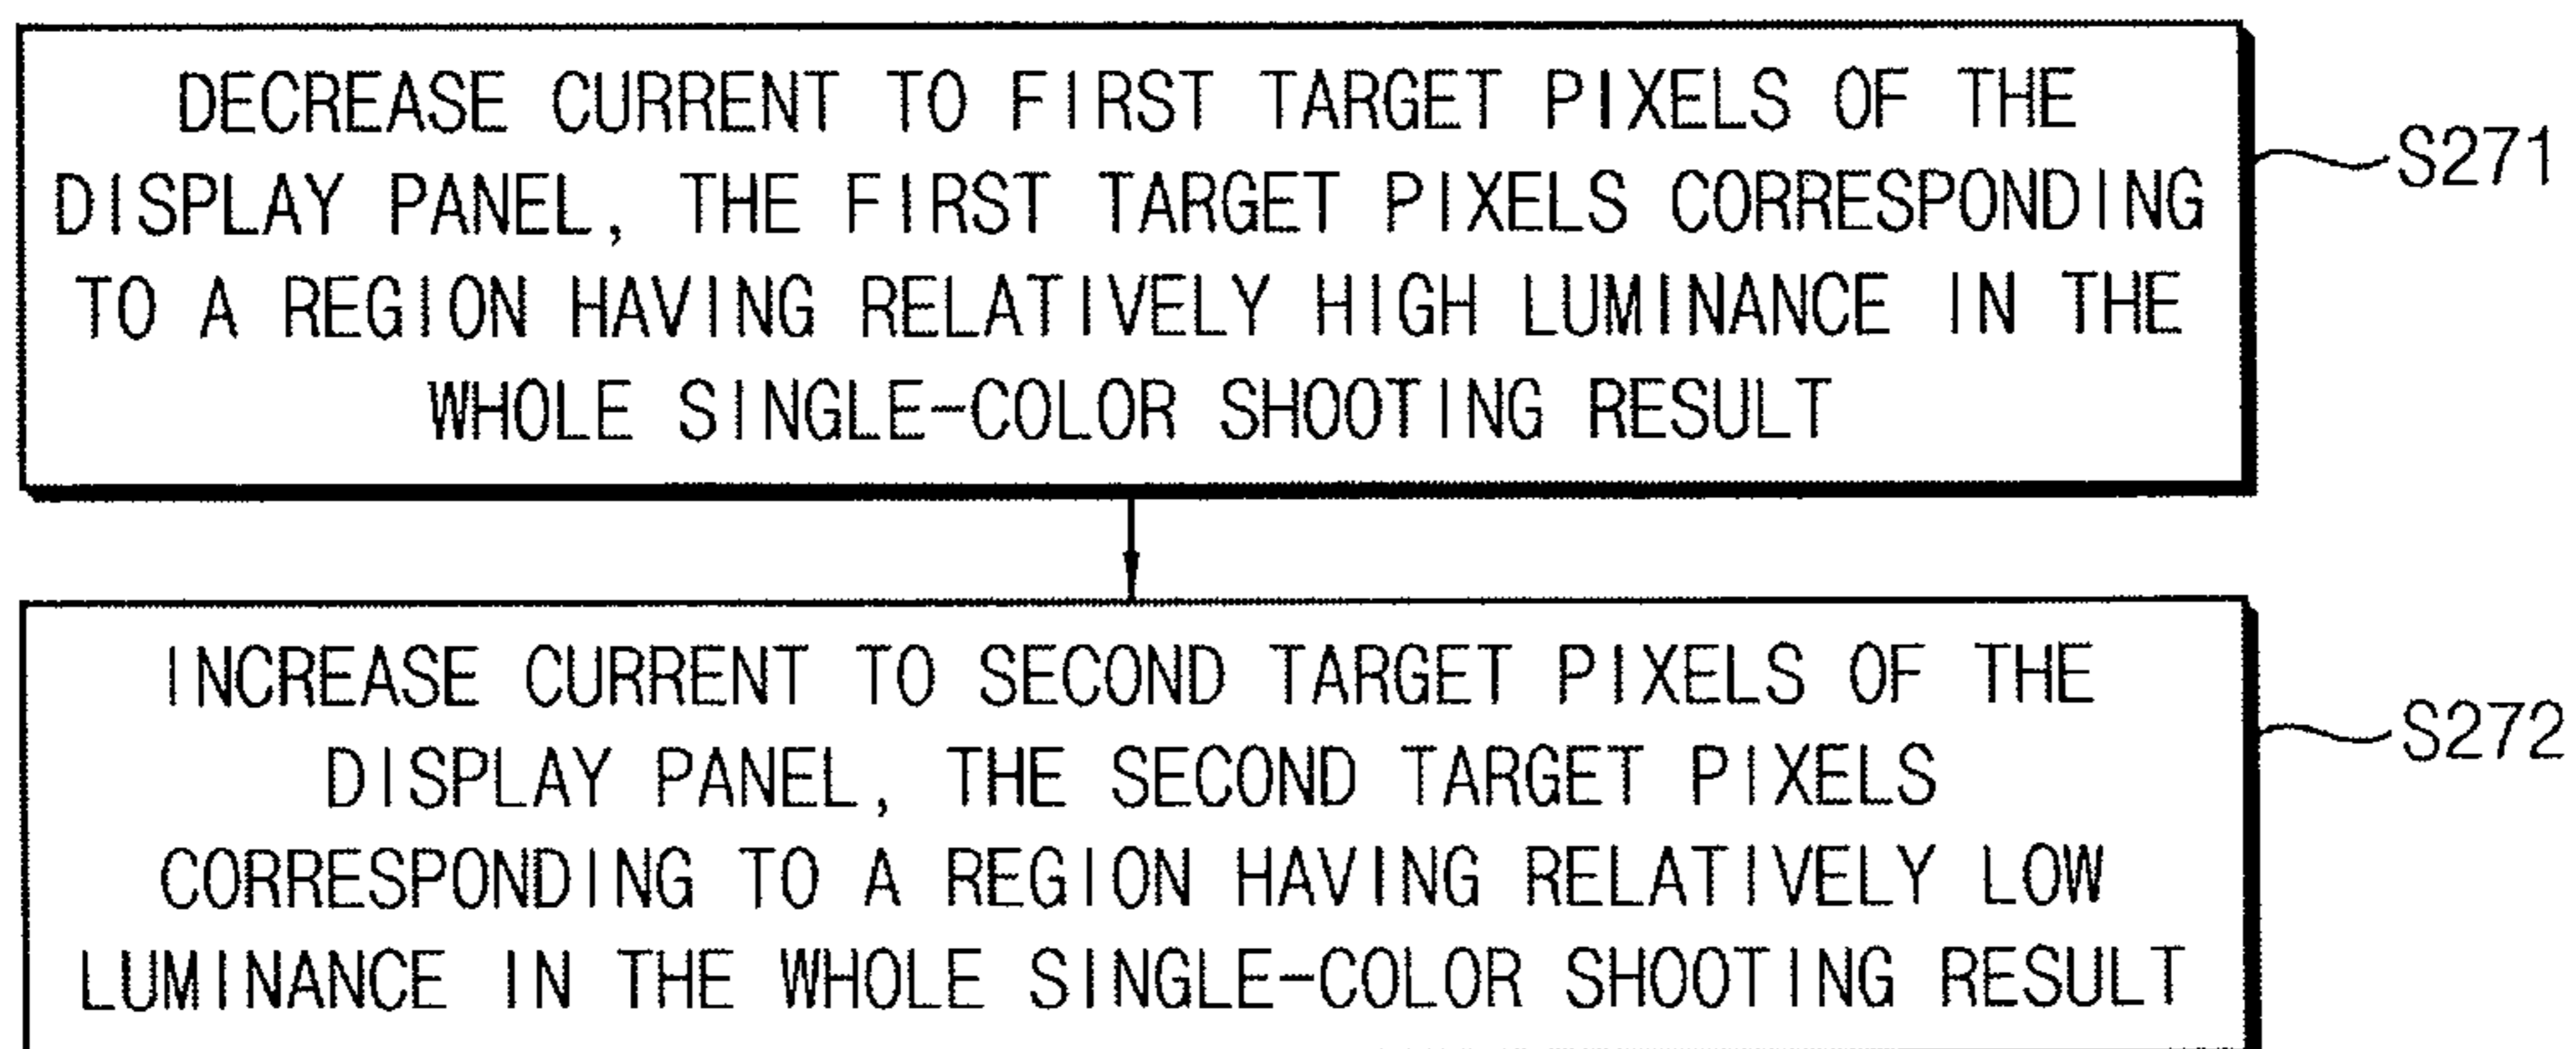 DECREASE CURRENT TO FIRST TARGET PIXELS OF THE
DISPLAY PANEL, THE FIRST TARGET PIXELS CORRESPONDING
TO A REGION HAVING RELATIVELY HIGH LUMINANCE IN THE
WHOLE SINGLE-COLOR SHOOTING RESULT
S271
INCREASE CURRENT TO SECOND TARGET PIXELS OF THE
DISPLAY PANEL, THE SECOND TARGET PIXELS
CORRESPONDING TO A REGION HAVING RELATIVELY LOW
LUMINANCE IN THE WHOLE SINGLE-COLOR SHOOTING RESULT
S272